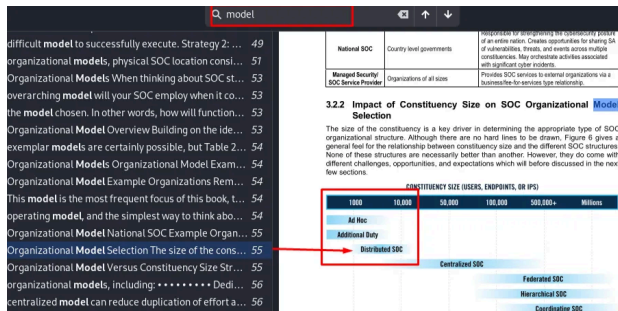 model
difficult model to successfully execute. Strategy 2: … 49
organizational models, physical SOC location consi… 51
Organizational Models When thinking about SOC st… 53
overarching model will your SOC employ when it co… 53
the model chosen. In other words, how will function… 53
Organizational Model Overview Building on the ide… 53
exemplar models are certainly possible, but Table 2… 54
Organizational Models Organizational Model Exam… 54
Organizational Model Example Organizations Rem… 54
This model is the most frequent focus of this book, t… 54
operating model, and the simplest way to think abo… 54
Organizational Model National SOC Example Organ… 55
Organizational Model Selection The size of the cons… 55
Organizational Model Versus Constituency Size Str… 55
organizational models, including: • • • • • • • • • Dedi… 56
centralized model can reduce duplication of effort a… 56
National SOC
Country level governments
Responsible for strengthening the cybersecurity posture
of an entire nation. Creates opportunities for sharing SA
of vulnerabilities, threats, and events across multiple
constituencies. May orchestrate activities associated
with significant cyber incidents.
Managed Security/
SOC Service Provider
Organizations of all sizes
Provides SOC services to external organizations via a
business/fee-for-services type relationship.
3.2.2 Impact of Constituency Size on SOC Organizational Model
Selection
The size of the constituency is a key driver in determining the appropriate type of SOC
organizational structure. Although there are no hard lines to be drawn, Figure 6 gives a
general feel for the relationship between constituency size and the different SOC structures.
None of these structures are necessarily better than another. However, they do come with
different challenges, opportunities, and expectations which will before discussed in the next
few sections.
CONSTITUENCY SIZE (USERS, ENDPOINTS, OR IPS)
1000 10,000 50,000 100,000 500,000+ Millions
Ad Hoc
Additional Duty
Distributed SOC
Centralized SOC
Federated SOC
Hierarchical SOC
Coordinating SOC